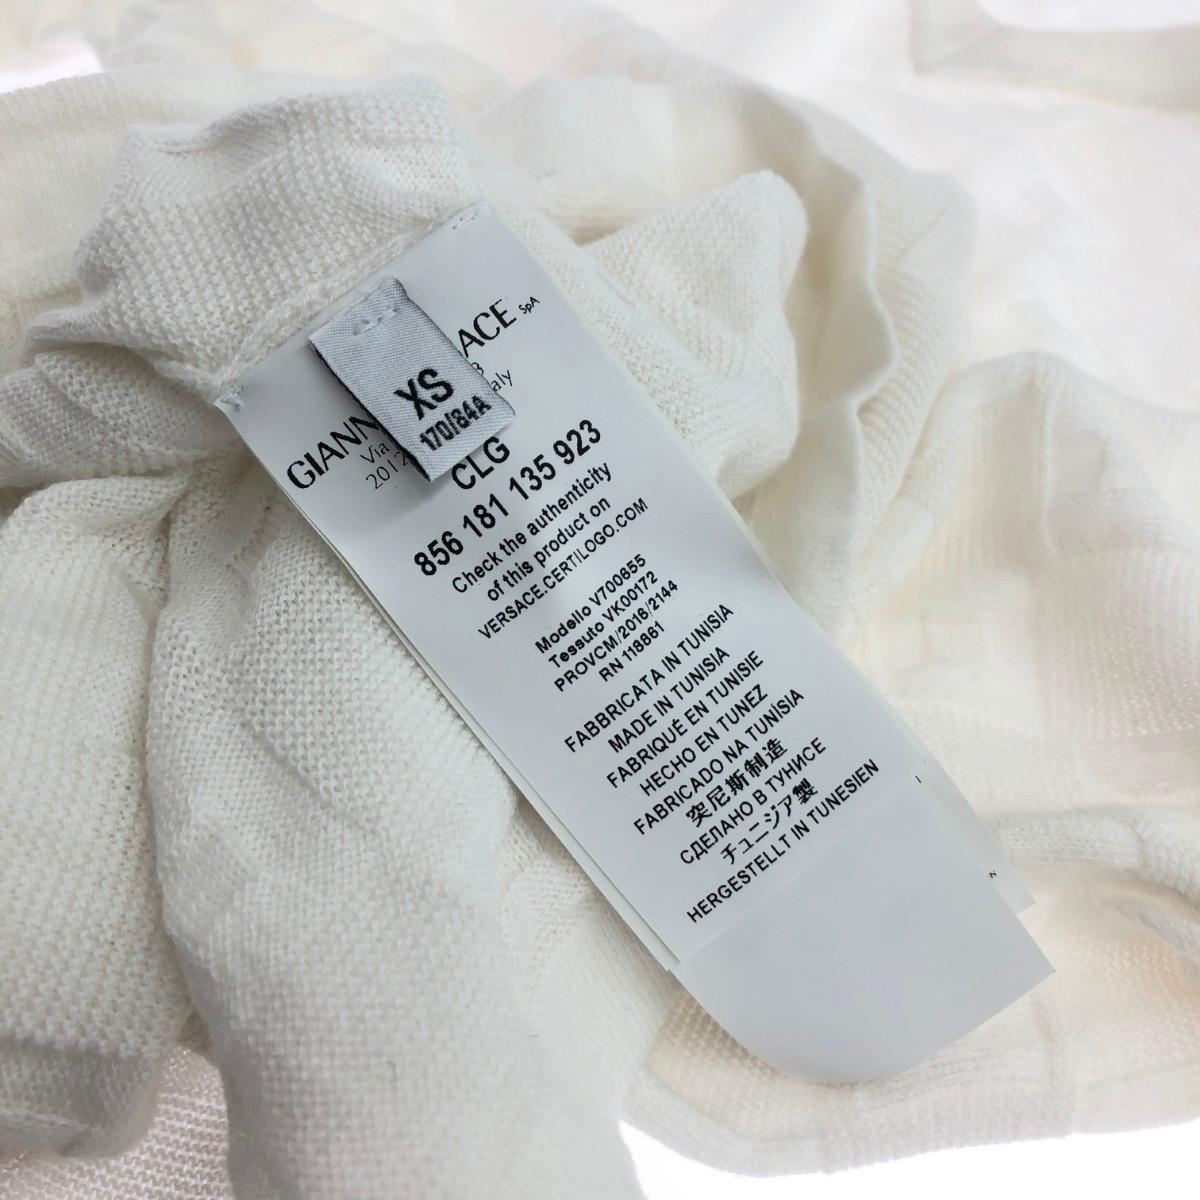 GIANN ACE SpA
Via
2012
aly
XS
170/84A
CLG
856 181 135 923
Check the authenticity
of this product on
VERSACE.CERTILOGO.COM
Modello V700655
Tessuto VK00172
PROVCM/2016/2144
RN 118861
FABBRICATA IN TUNISIA
MADE IN TUNISIA
FABRIQUÉ EN TUNISIE
HECHO EN TUNEZ
FABRICADO NA TUNÍSIA
突尼斯制造
СДЕЛАНО В ТУНИСЕ
チュニジア製
HERGESTELLT IN TUNESIEN